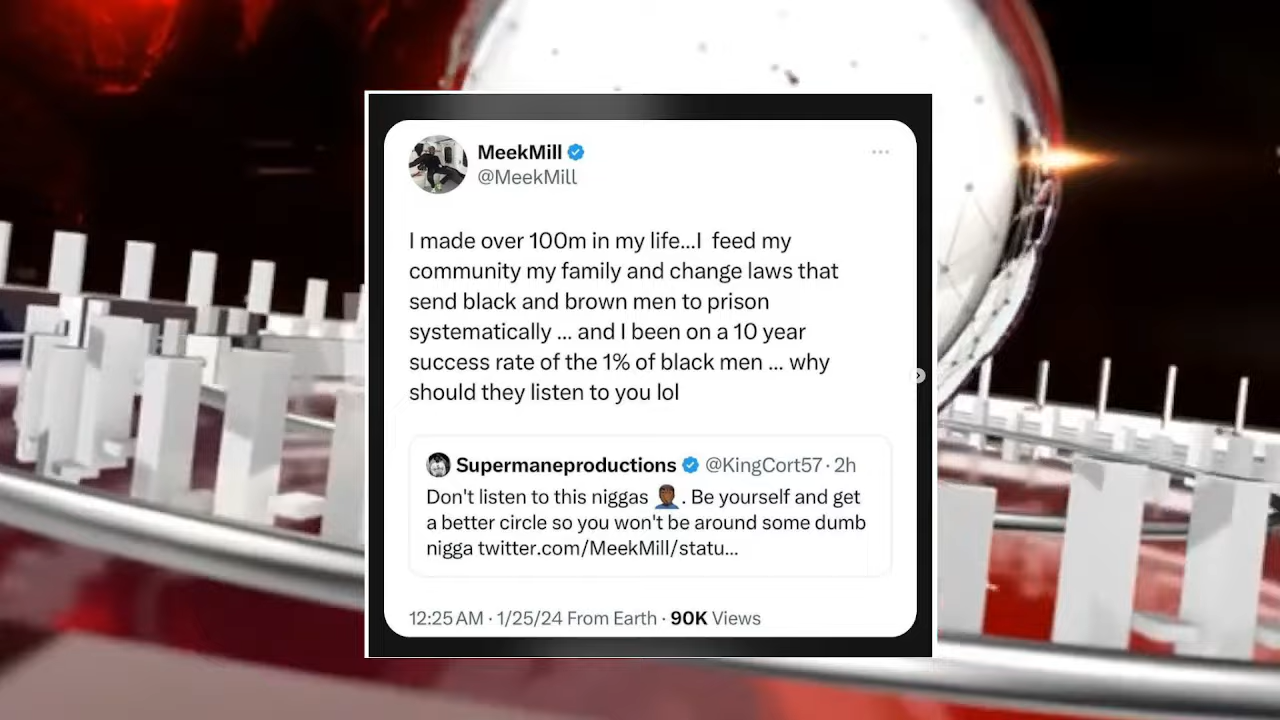 MeekMill
@MeekMill
I made over 100m in my life...I feed my
community my family and change laws that
send black and brown men to prison
systematically ... and I been on a 10 year
success rate of the 1% of black men ... why
should they listen to you lol
Supermaneproductions @KingCort57 · 2h
Don't listen to this niggas 🤦🏾‍♂️. Be yourself and get
a better circle so you won't be around some dumb
nigga twitter.com/MeekMill/statu...
12:25 AM · 1/25/24 From Earth · 90K Views